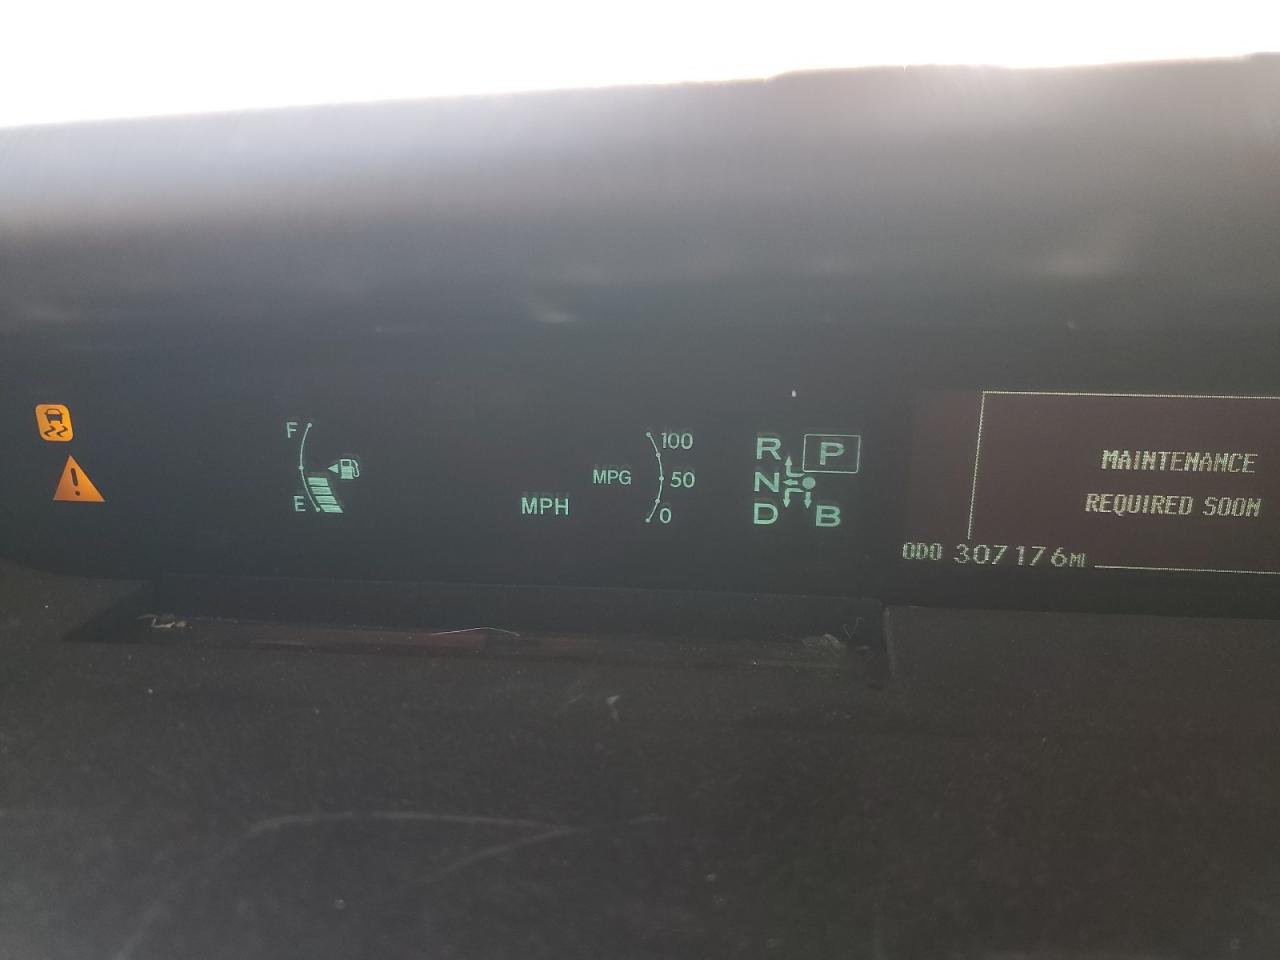 F
E
MPH
MPG
100
50
0
R
P
N
D
B
MAINTENANCE
REQUIRED SOON
ODO 307176MI